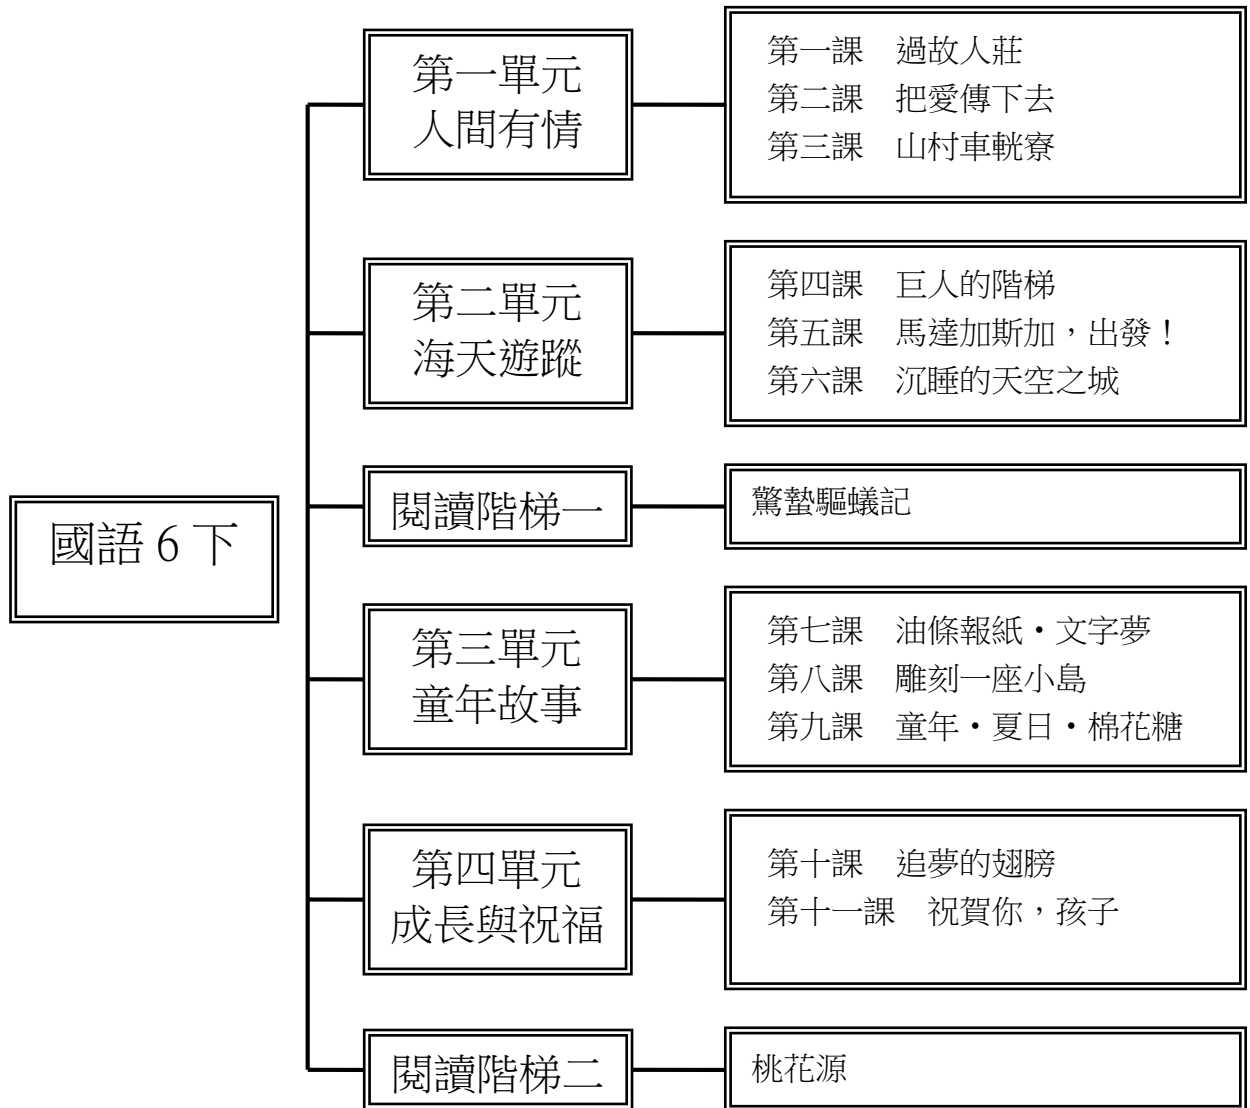 國語 6 下
第一單元
人間有情
第一課　過故人莊
第二課　把愛傳下去
第三課　山村車輄寮
第二單元
海天遊蹤
第四課　巨人的階梯
第五課　馬達加斯加，出發！
第六課　沉睡的天空之城
閱讀階梯一
驚蟄驅蟻記
第三單元
童年故事
第七課　油條報紙・文字夢
第八課　雕刻一座小島
第九課　童年・夏日・棉花糖
第四單元
成長與祝福
第十課　追夢的翅膀
第十一課　祝賀你，孩子
閱讀階梯二
桃花源